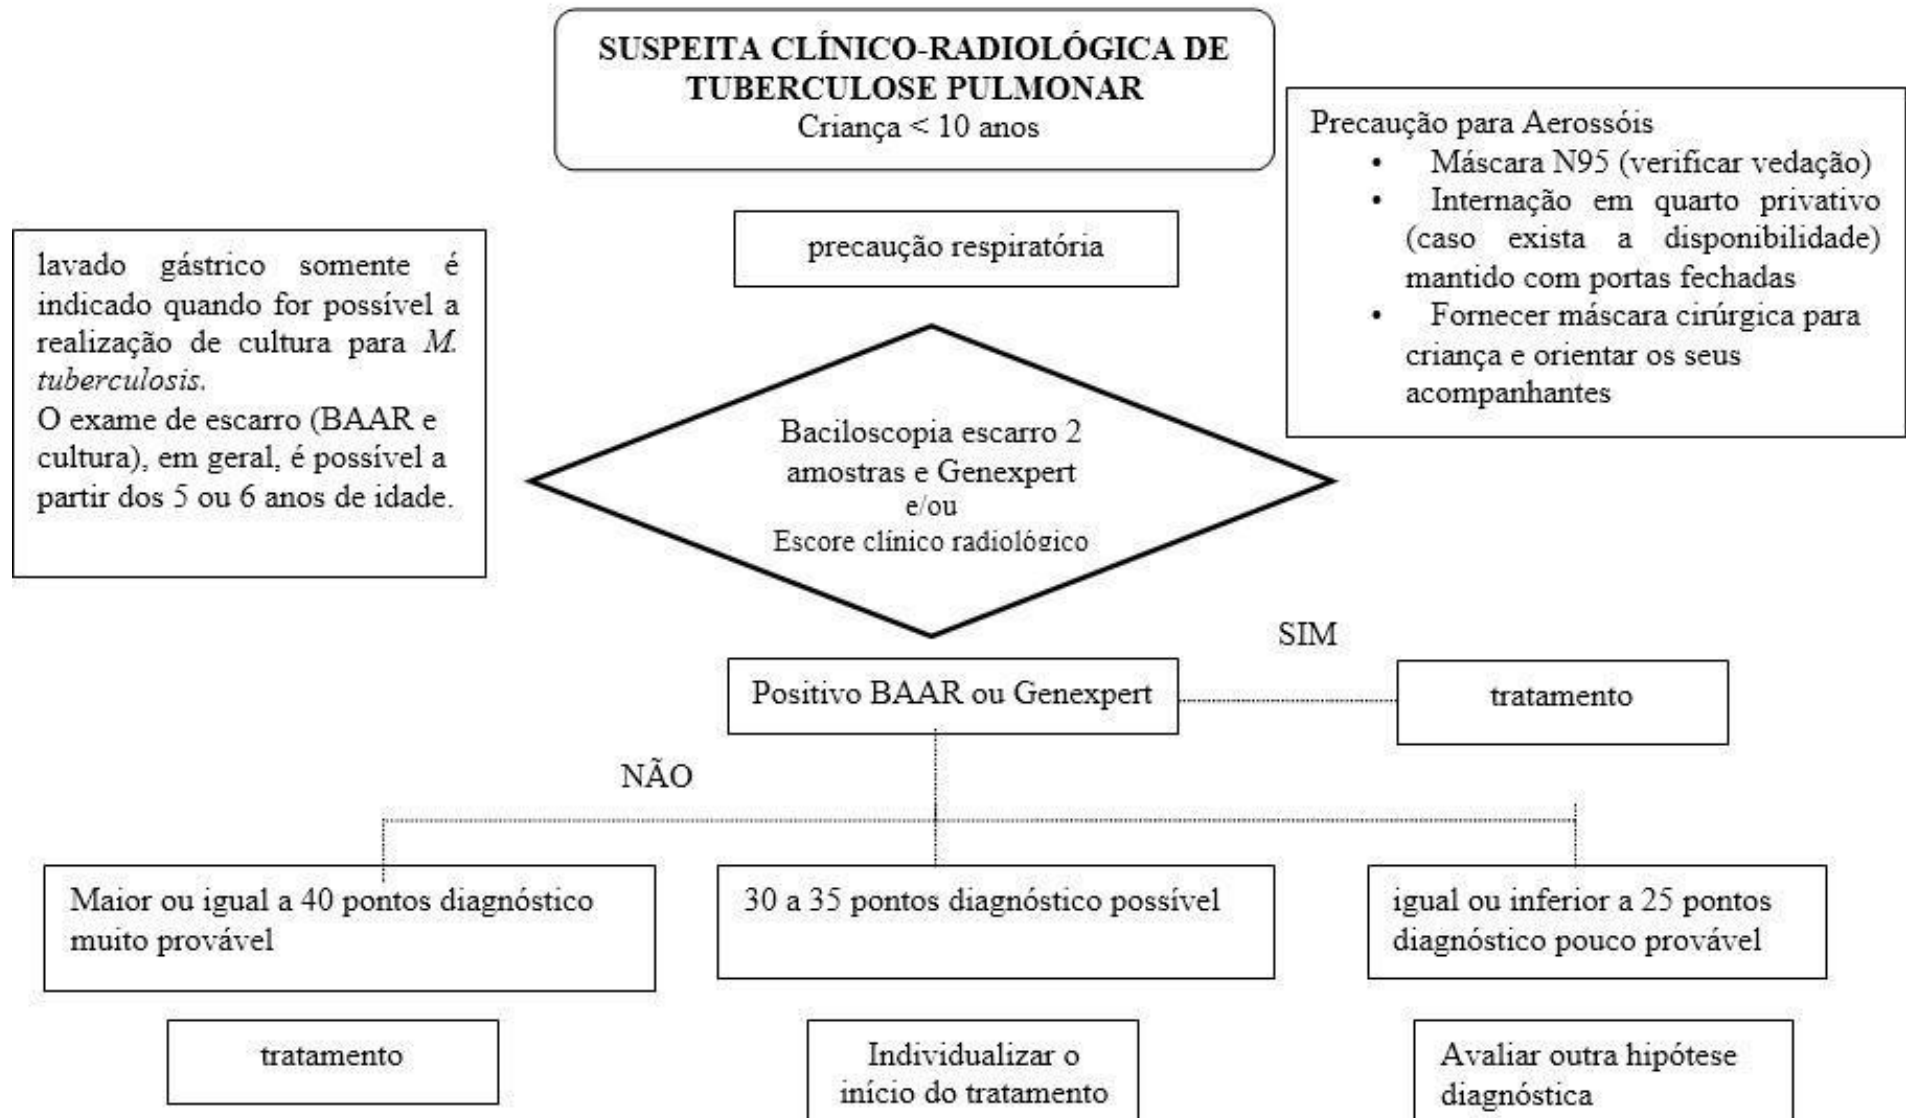 SUSPEITA CLÍNICO-RADIOLÓGICA DE
TUBERCULOSE PULMONAR
Criança < 10 anos
Precaução para Aerossóis
• Máscara N95 (verificar vedação)
• Internação em quarto privativo
(caso exista a disponibilidade)
mantido com portas fechadas
• Fornecer máscara cirúrgica para
criança e orientar os seus
acompanhantes
precaução respiratória
lavado gástrico somente é
indicado quando for possível a
realização de cultura para M.
tuberculosis.
O exame de escarro (BAAR e
cultura), em geral, é possível a
partir dos 5 ou 6 anos de idade.
Baciloscopia escarro 2
amostras e Genexpert
e/ou
Escore clínico radiológico
SIM
Positivo BAAR ou Genexpert
tratamento
NÃO
Maior ou igual a 40 pontos diagnóstico
muito provável
30 a 35 pontos diagnóstico possível
igual ou inferior a 25 pontos
diagnóstico pouco provável
tratamento
Individualizar o
início do tratamento
Avaliar outra hipótese
diagnóstica